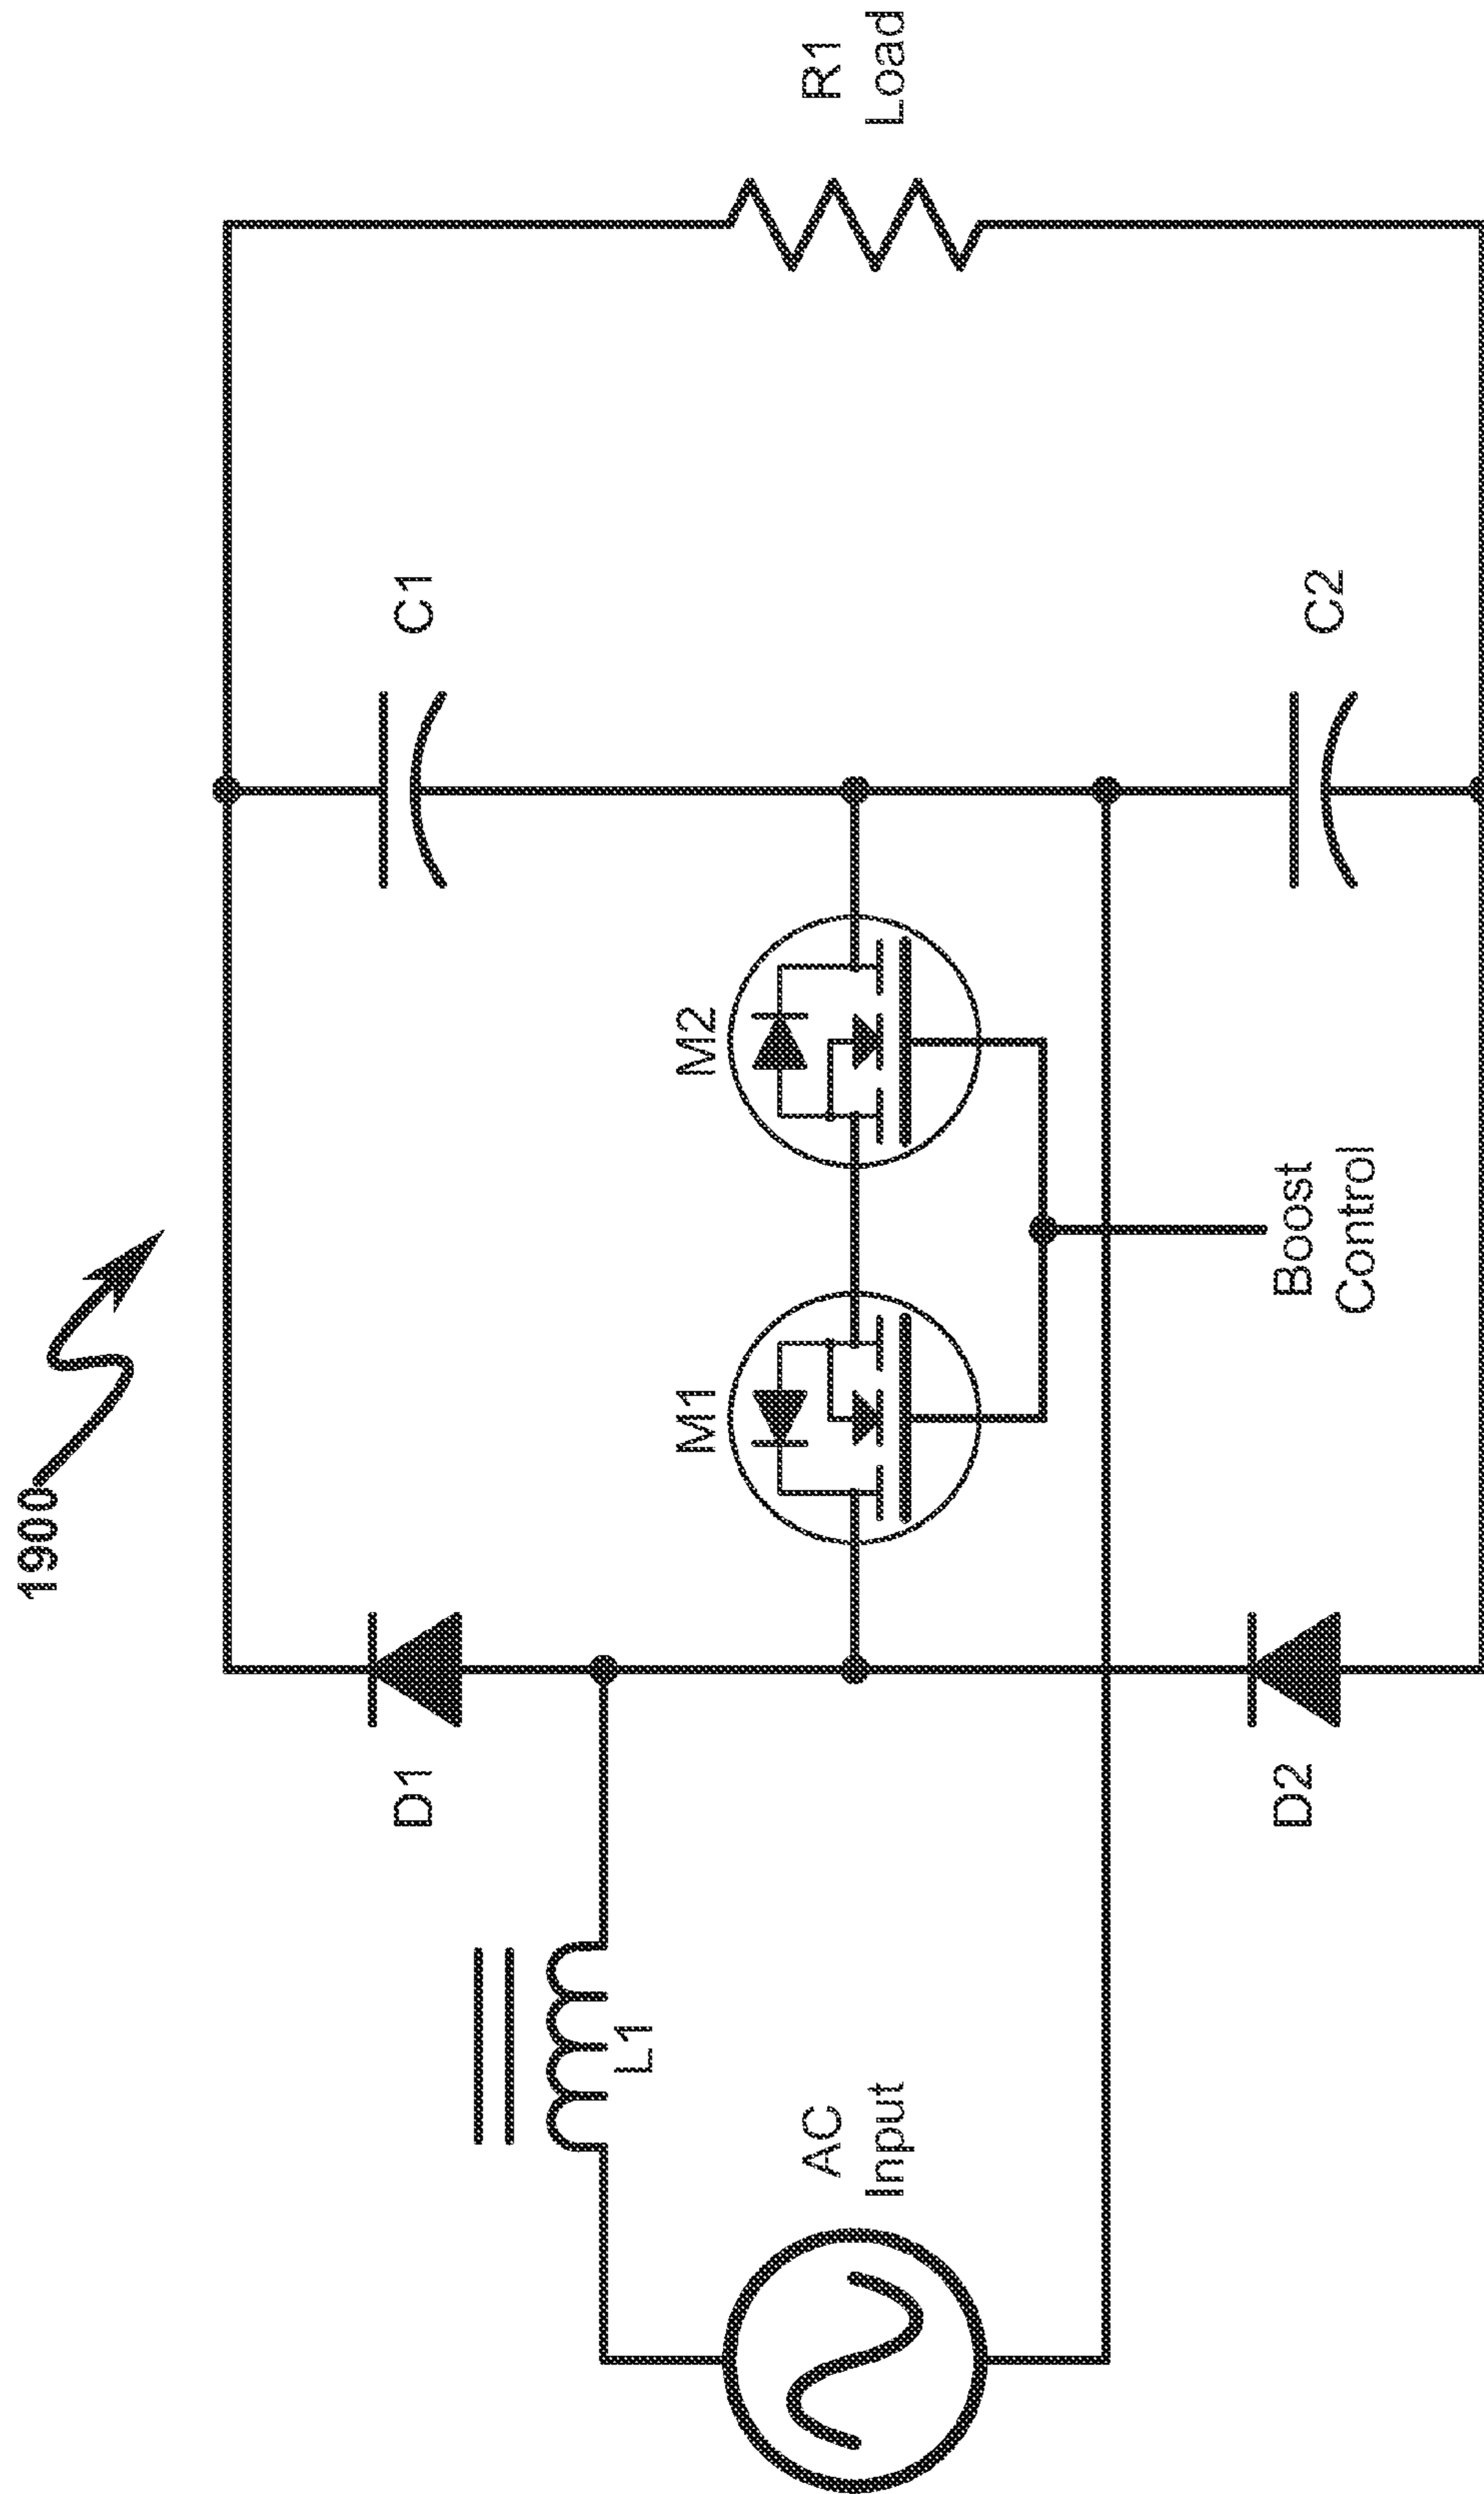 1900
D1
C1
L1
M1
M2
AC
Input
R1
Load
D2
Boost
Control
C2